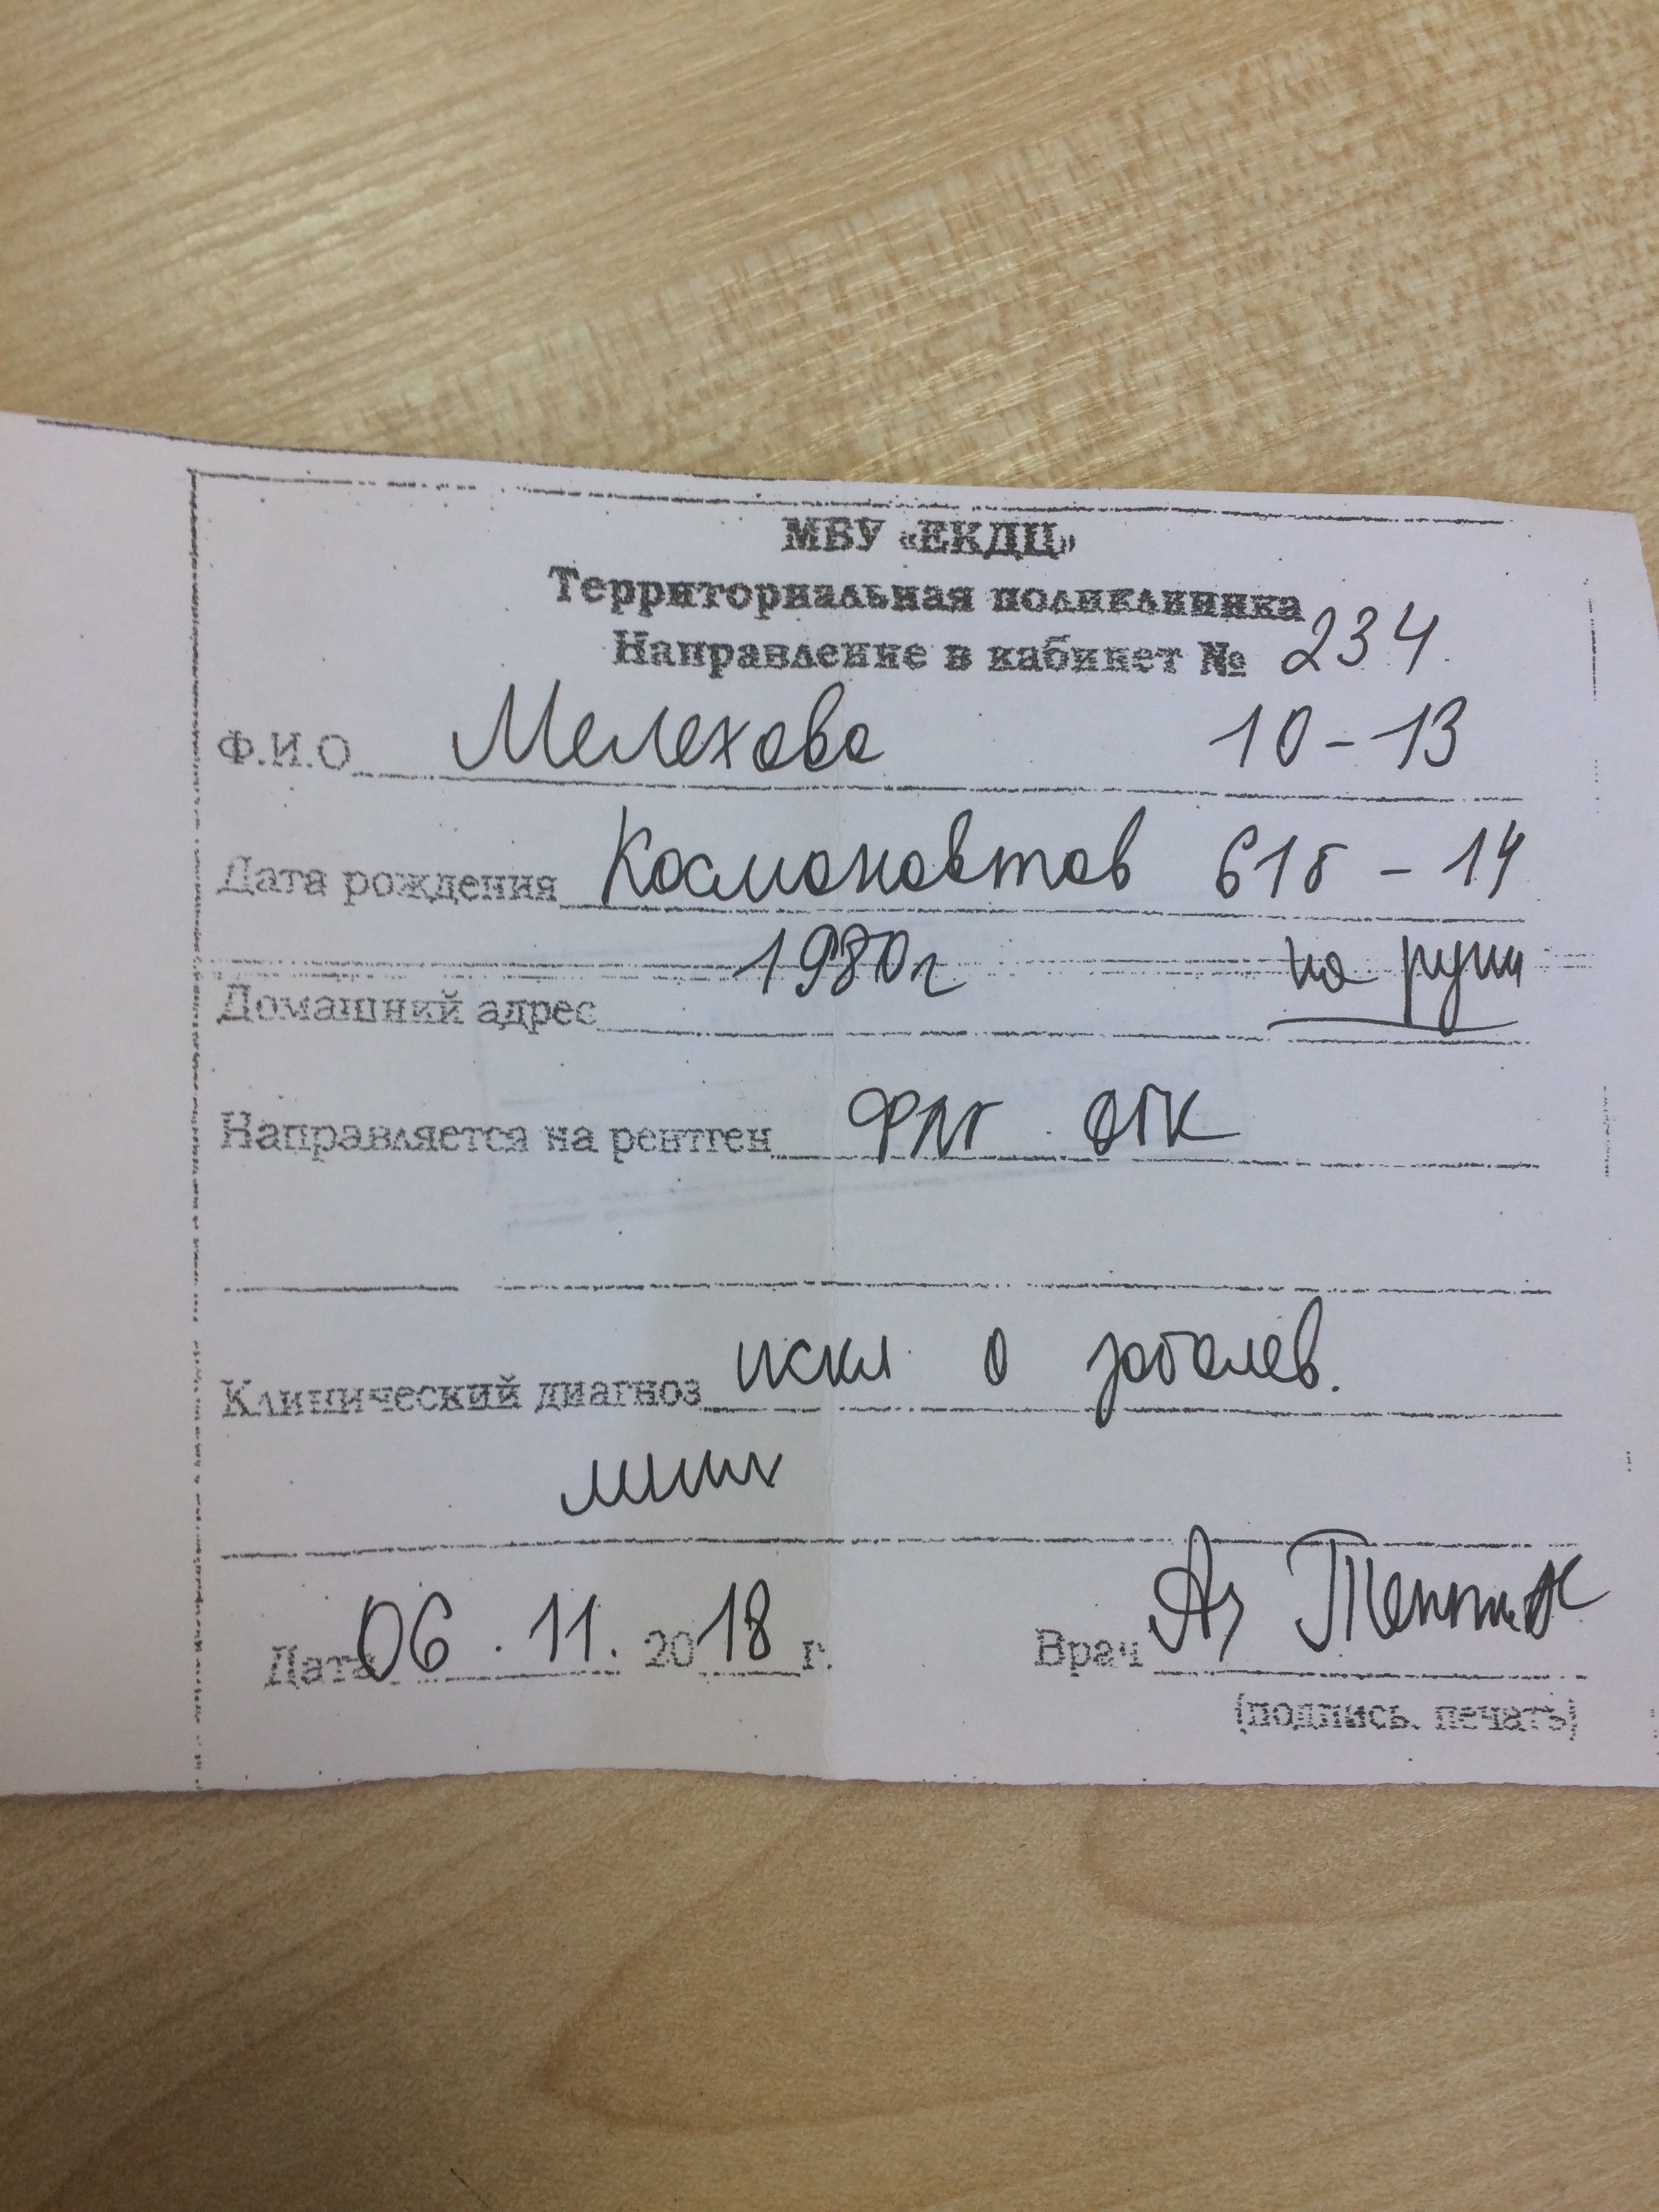 МБУ «ЕКДЦ»
Территориальная поликлиника
Направление в кабинет № 234
Ф.И.О Мелехова 10-13
Дата рождения Космонавтов 61б - 14
1980г на руки
Домашний адрес
Направляется на рентген ФЛГ ОГК
Клинический диагноз искл о заболев.
Дата 06.11.2018 г. Врач
(подпись. печать)